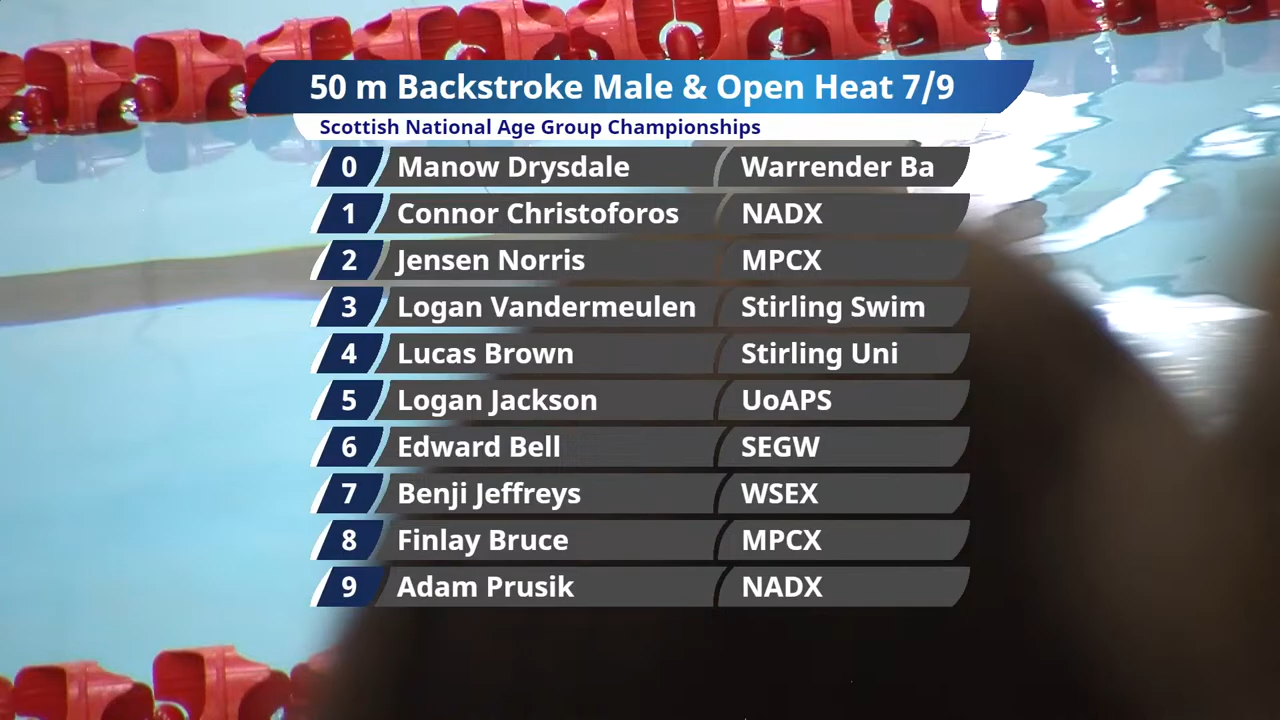 50 m Backstroke Male & Open Heat 7/9
Scottish National Age Group Championships
0 Manow Drysdale Warrender Ba
1 Connor Christoforos NADX
2 Jensen Norris MPCX
3 Logan Vandermeulen Stirling Swim
4 Lucas Brown Stirling Uni
5 Logan Jackson UoAPS
6 Edward Bell SEGW
7 Benji Jeffreys WSEX
8 Finlay Bruce MPCX
9 Adam Prusik NADX